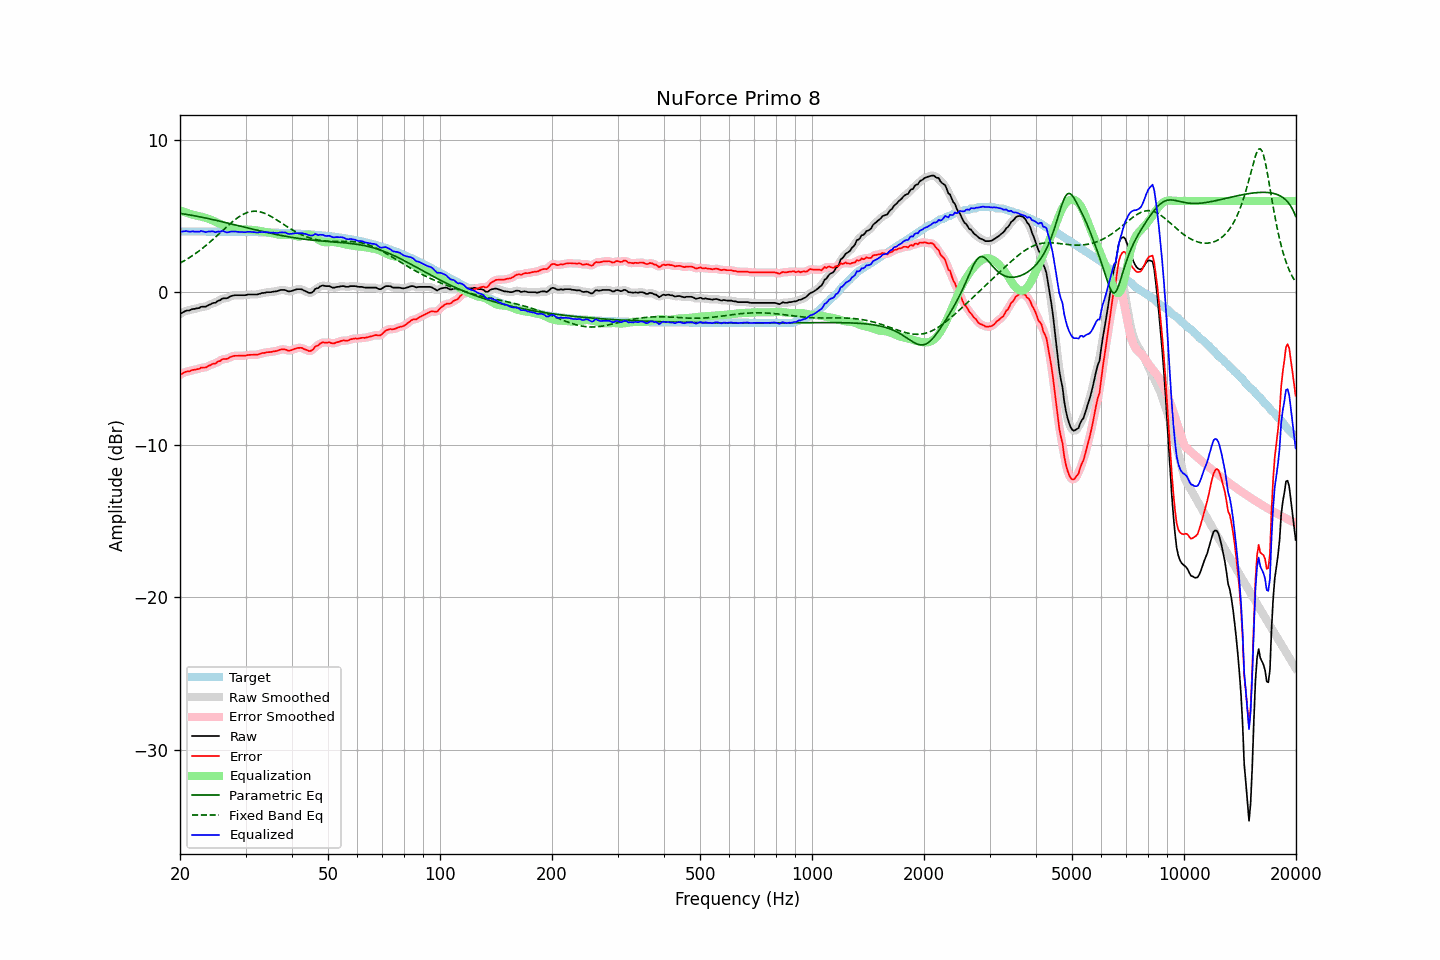 NuForce Primo 8
Amplitude (dBr)
10
0
−10
−20
−30
Target
Raw Smoothed
Error Smoothed
Raw
Error
Equalization
Parametric Eq
Fixed Band Eq
Equalized
20 50 100 200 500 1000 2000 5000 10000 20000
Frequency (Hz)